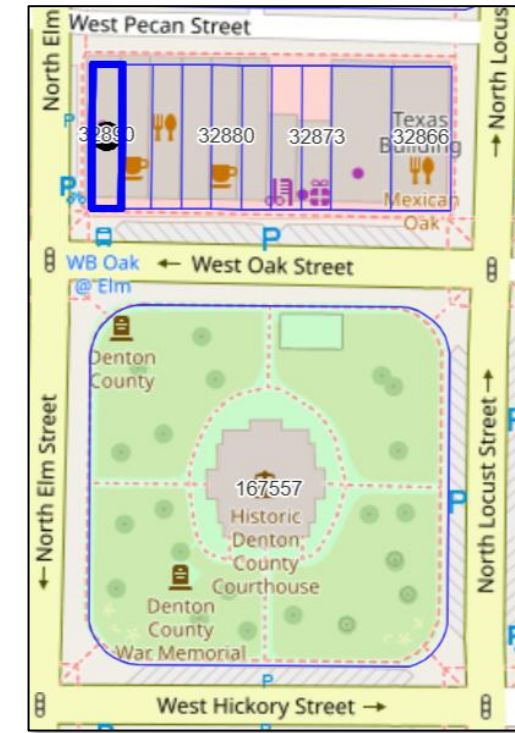 West Pecan Street
North Elm
North Locus
P
32890
32880
32873
32866
Texas
Building
P
Mexican
Oak
P
WB Oak
@ Elm
← West Oak Street
Denton
County
167557
Historic
Denton
County
Courthouse
← North Elm Street
North Locust Street →
P
Denton
County
War Memorial
P
West Hickory Street →
P
P